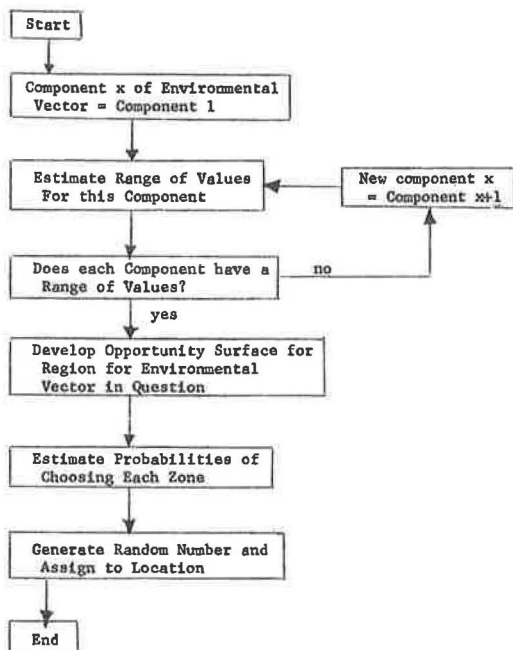 Start
Component x of Environmental
Vector = Component 1
Estimate Range of Values
For this Component
New component x
= Component x+1
Does each Component have a
Range of Values?
no
yes
Develop Opportunity Surface for
Region for Environmental
Vector in Question
Estimate Probabilities of
Choosing Each Zone
Generate Random Number and
Assign to Location
End